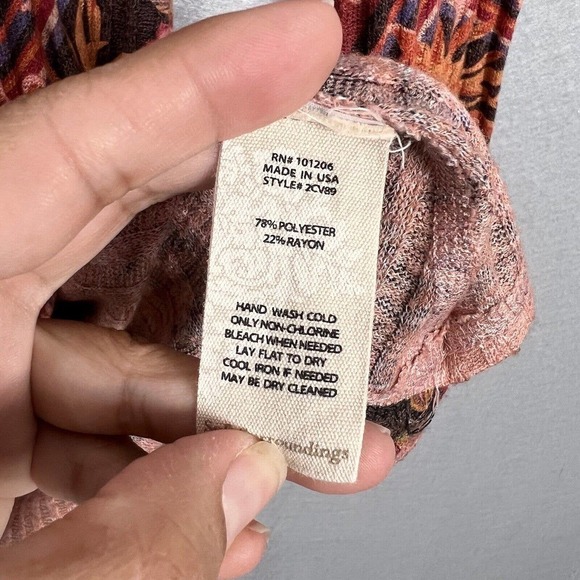 RN# 101206
MADE IN USA
STYLE# 2CV89
78% POLYESTER
22% RAYON
HAND WASH COLD
ONLY NON-CHLORINE
BLEACH WHEN NEEDED
LAY FLAT TO DRY
COOL IRON IF NEEDED
MAY BE DRY CLEANED